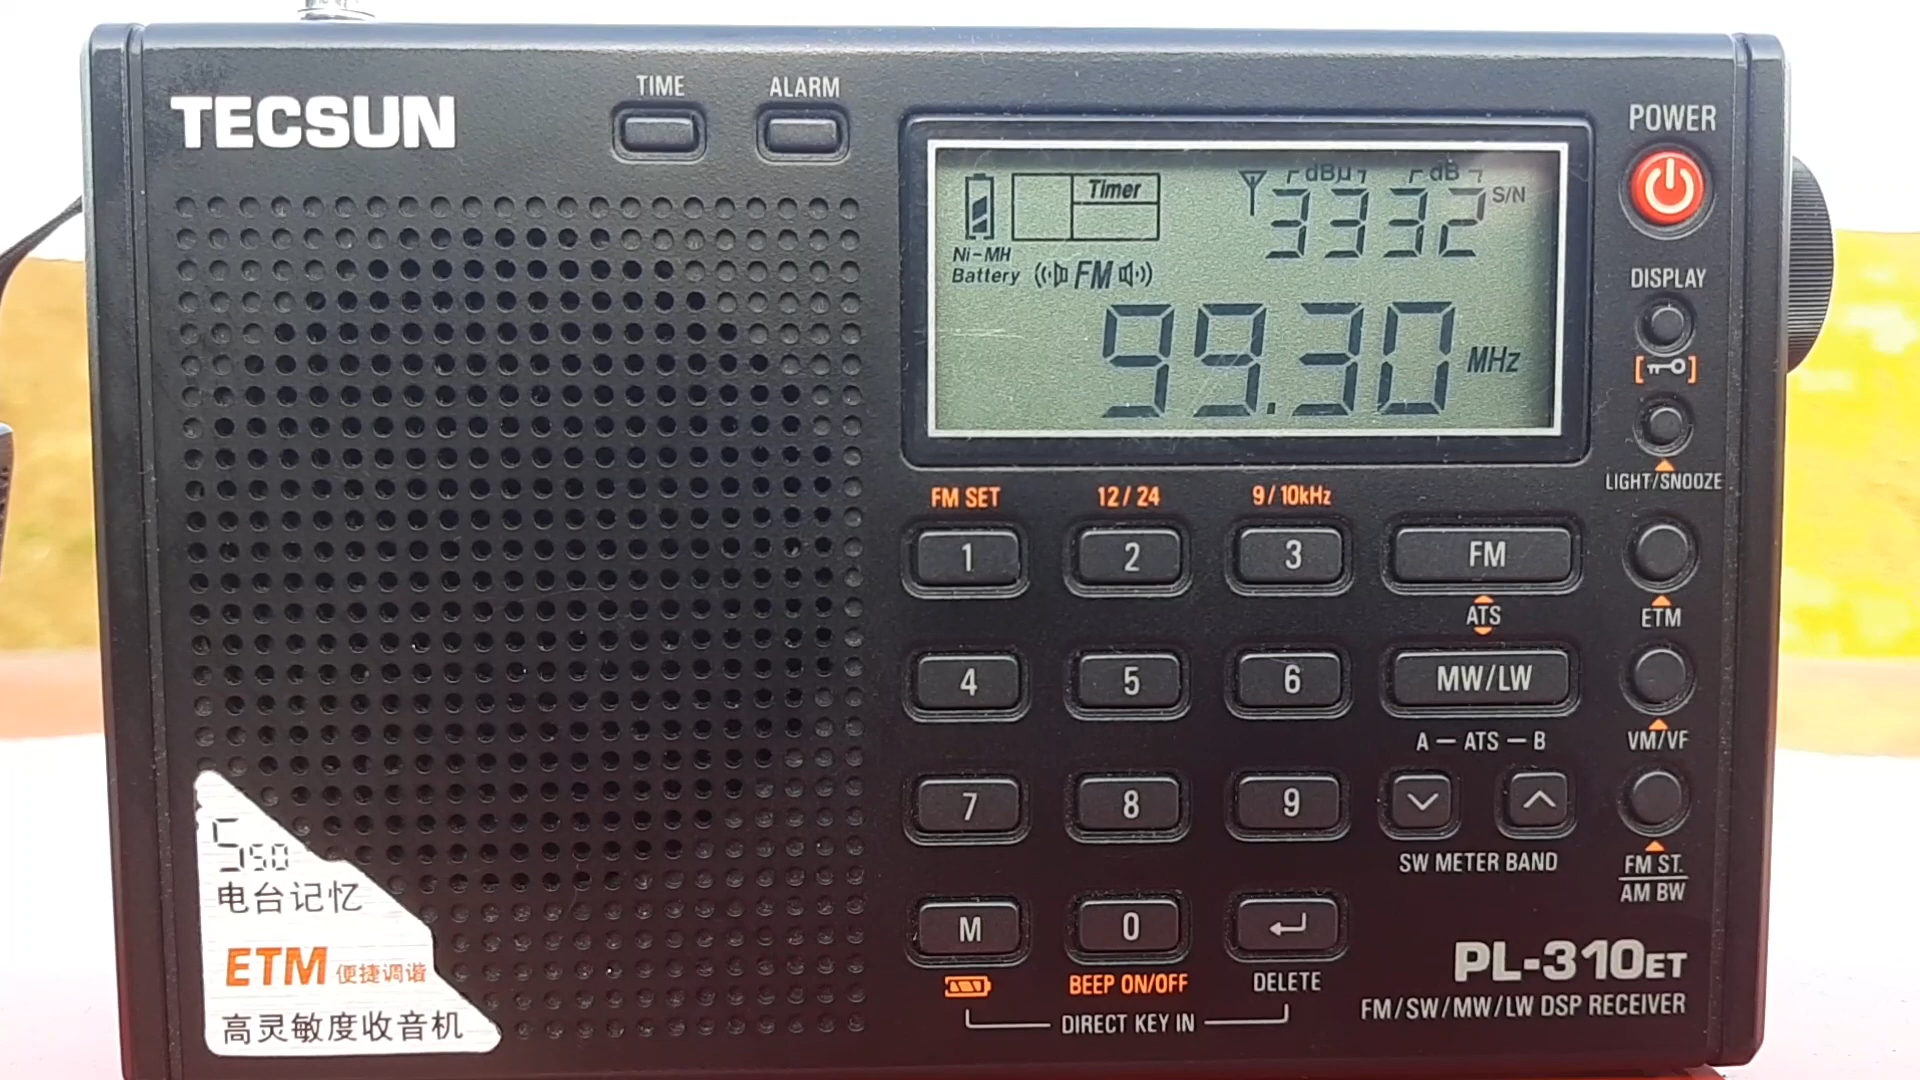 TIME
ALARM
TECSUN
POWER
Timer
dBµ
dB
3332 S/N
Ni-MH
Battery
FM
99.30 MHz
DISPLAY
LIGHT/SNOOZE
FM SET
12/24
9/10kHz
1
2
3
FM
ATS
ETM
4
5
6
MW/LW
A — ATS — B
VM/VF
7
8
9
SW METER BAND
FM ST.
AM BW
M
0
BEEP ON/OFF
DELETE
DIRECT KEY IN
550
电台记忆
ETM 便捷调谐
高灵敏度收音机
PL-310ET
FM/SW/MW/LW DSP RECEIVER